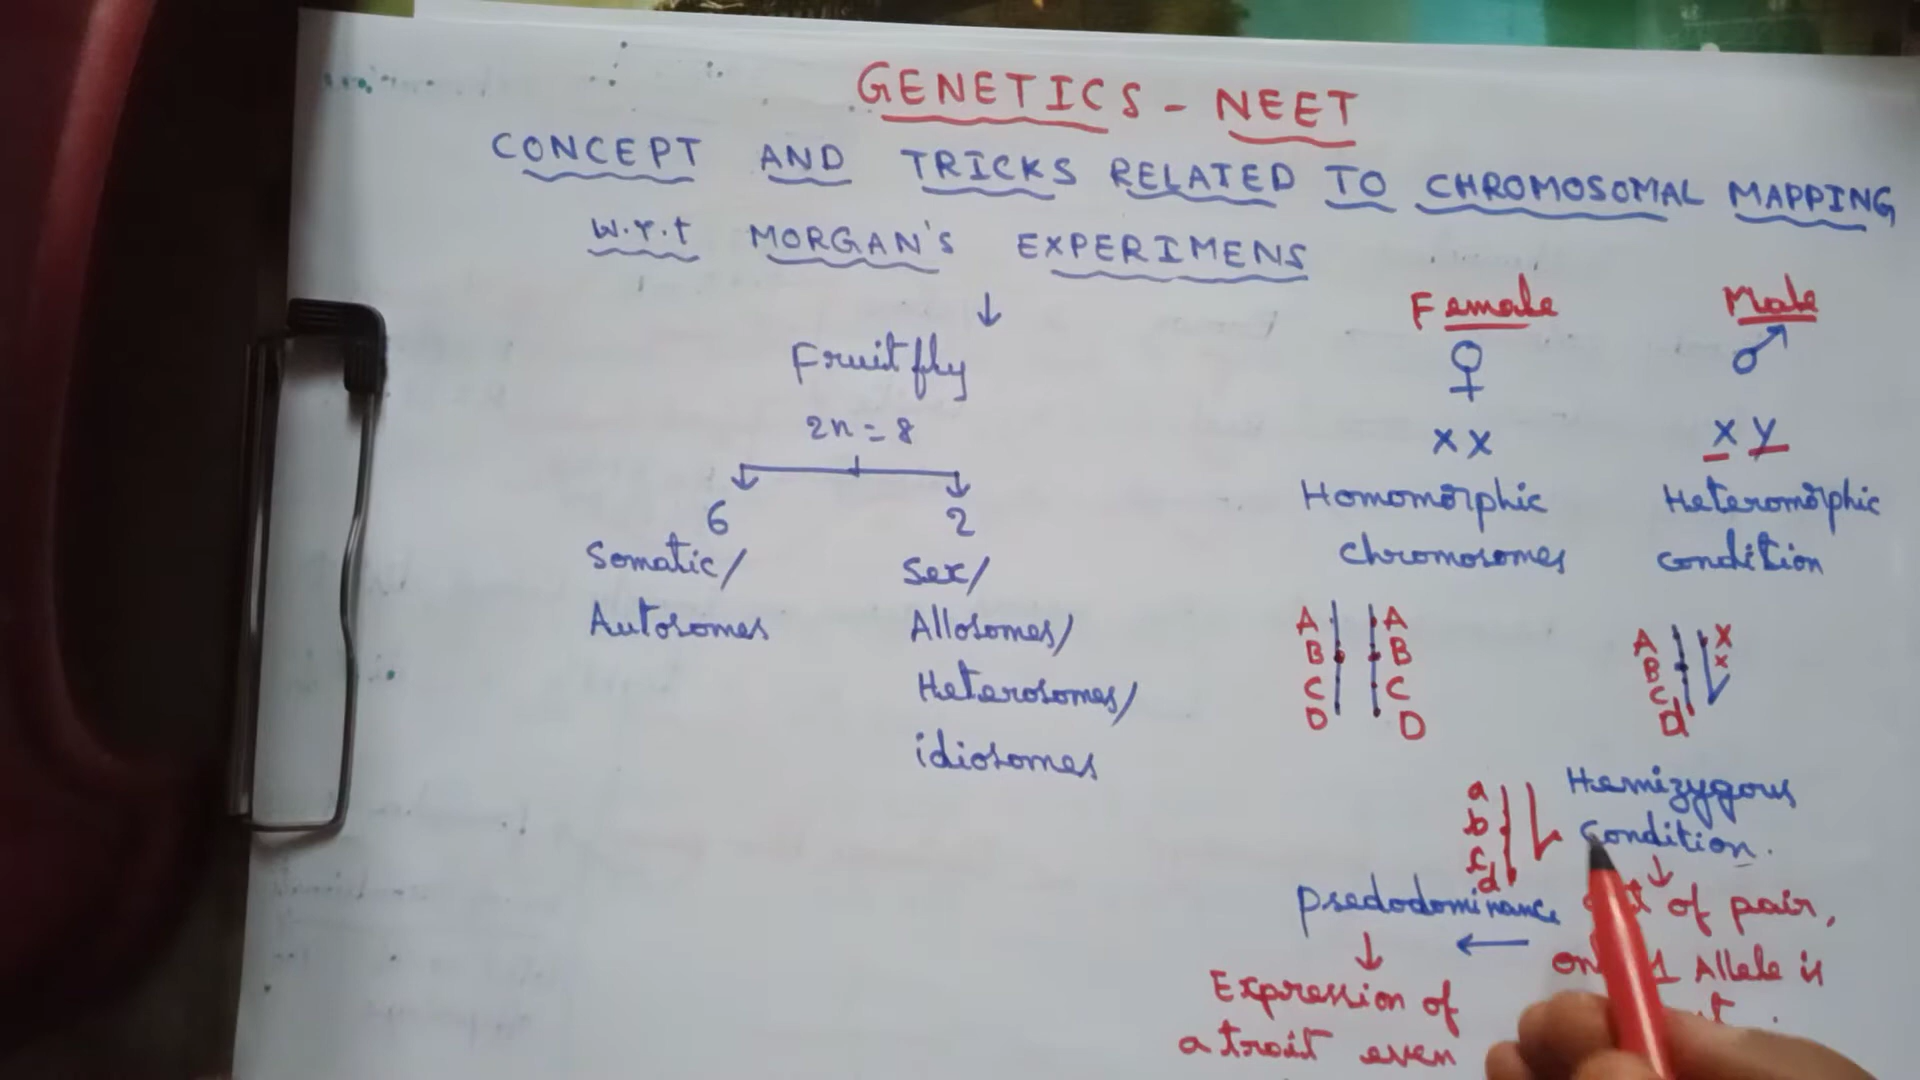 GENETICS - NEET
CONCEPT AND TRICKS RELATED TO CHROMOSOMAL MAPPING
W.r.t MORGAN'S EXPERIMENS
↓
Fruit fly
2n = 8
6
Somatic/
Autosomes
2
Sex/
Allosomes/
Heterosomes/
idiosomes
Female
♀
XX
Homomorphic
chromosomes
A A
B B
C C
D D
Male
♂
XY
Heteromorphic
condition
A X
B x
C
D
Hemizygous
Condition.
↓
of pair,
1 Allele is
a
b
c
d
Psedodominance
←
↓
Expression of
a trait even